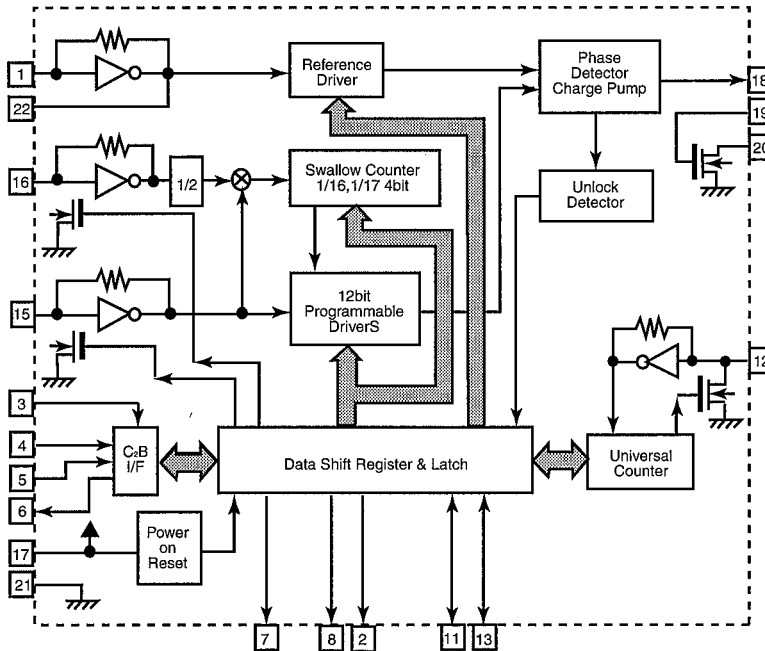 1
22
Reference
Driver
Phase
Detector
Charge Pump
18
19
20
16
1/2
Swallow Counter
1/16,1/17 4bit
Unlock
Detector
15
12bit
Programmable
DriverS
12
3
4
5
6
C₂B
I/F
Data Shift Register & Latch
Universal
Counter
17
Power
on
Reset
21
7
8
2
11
13